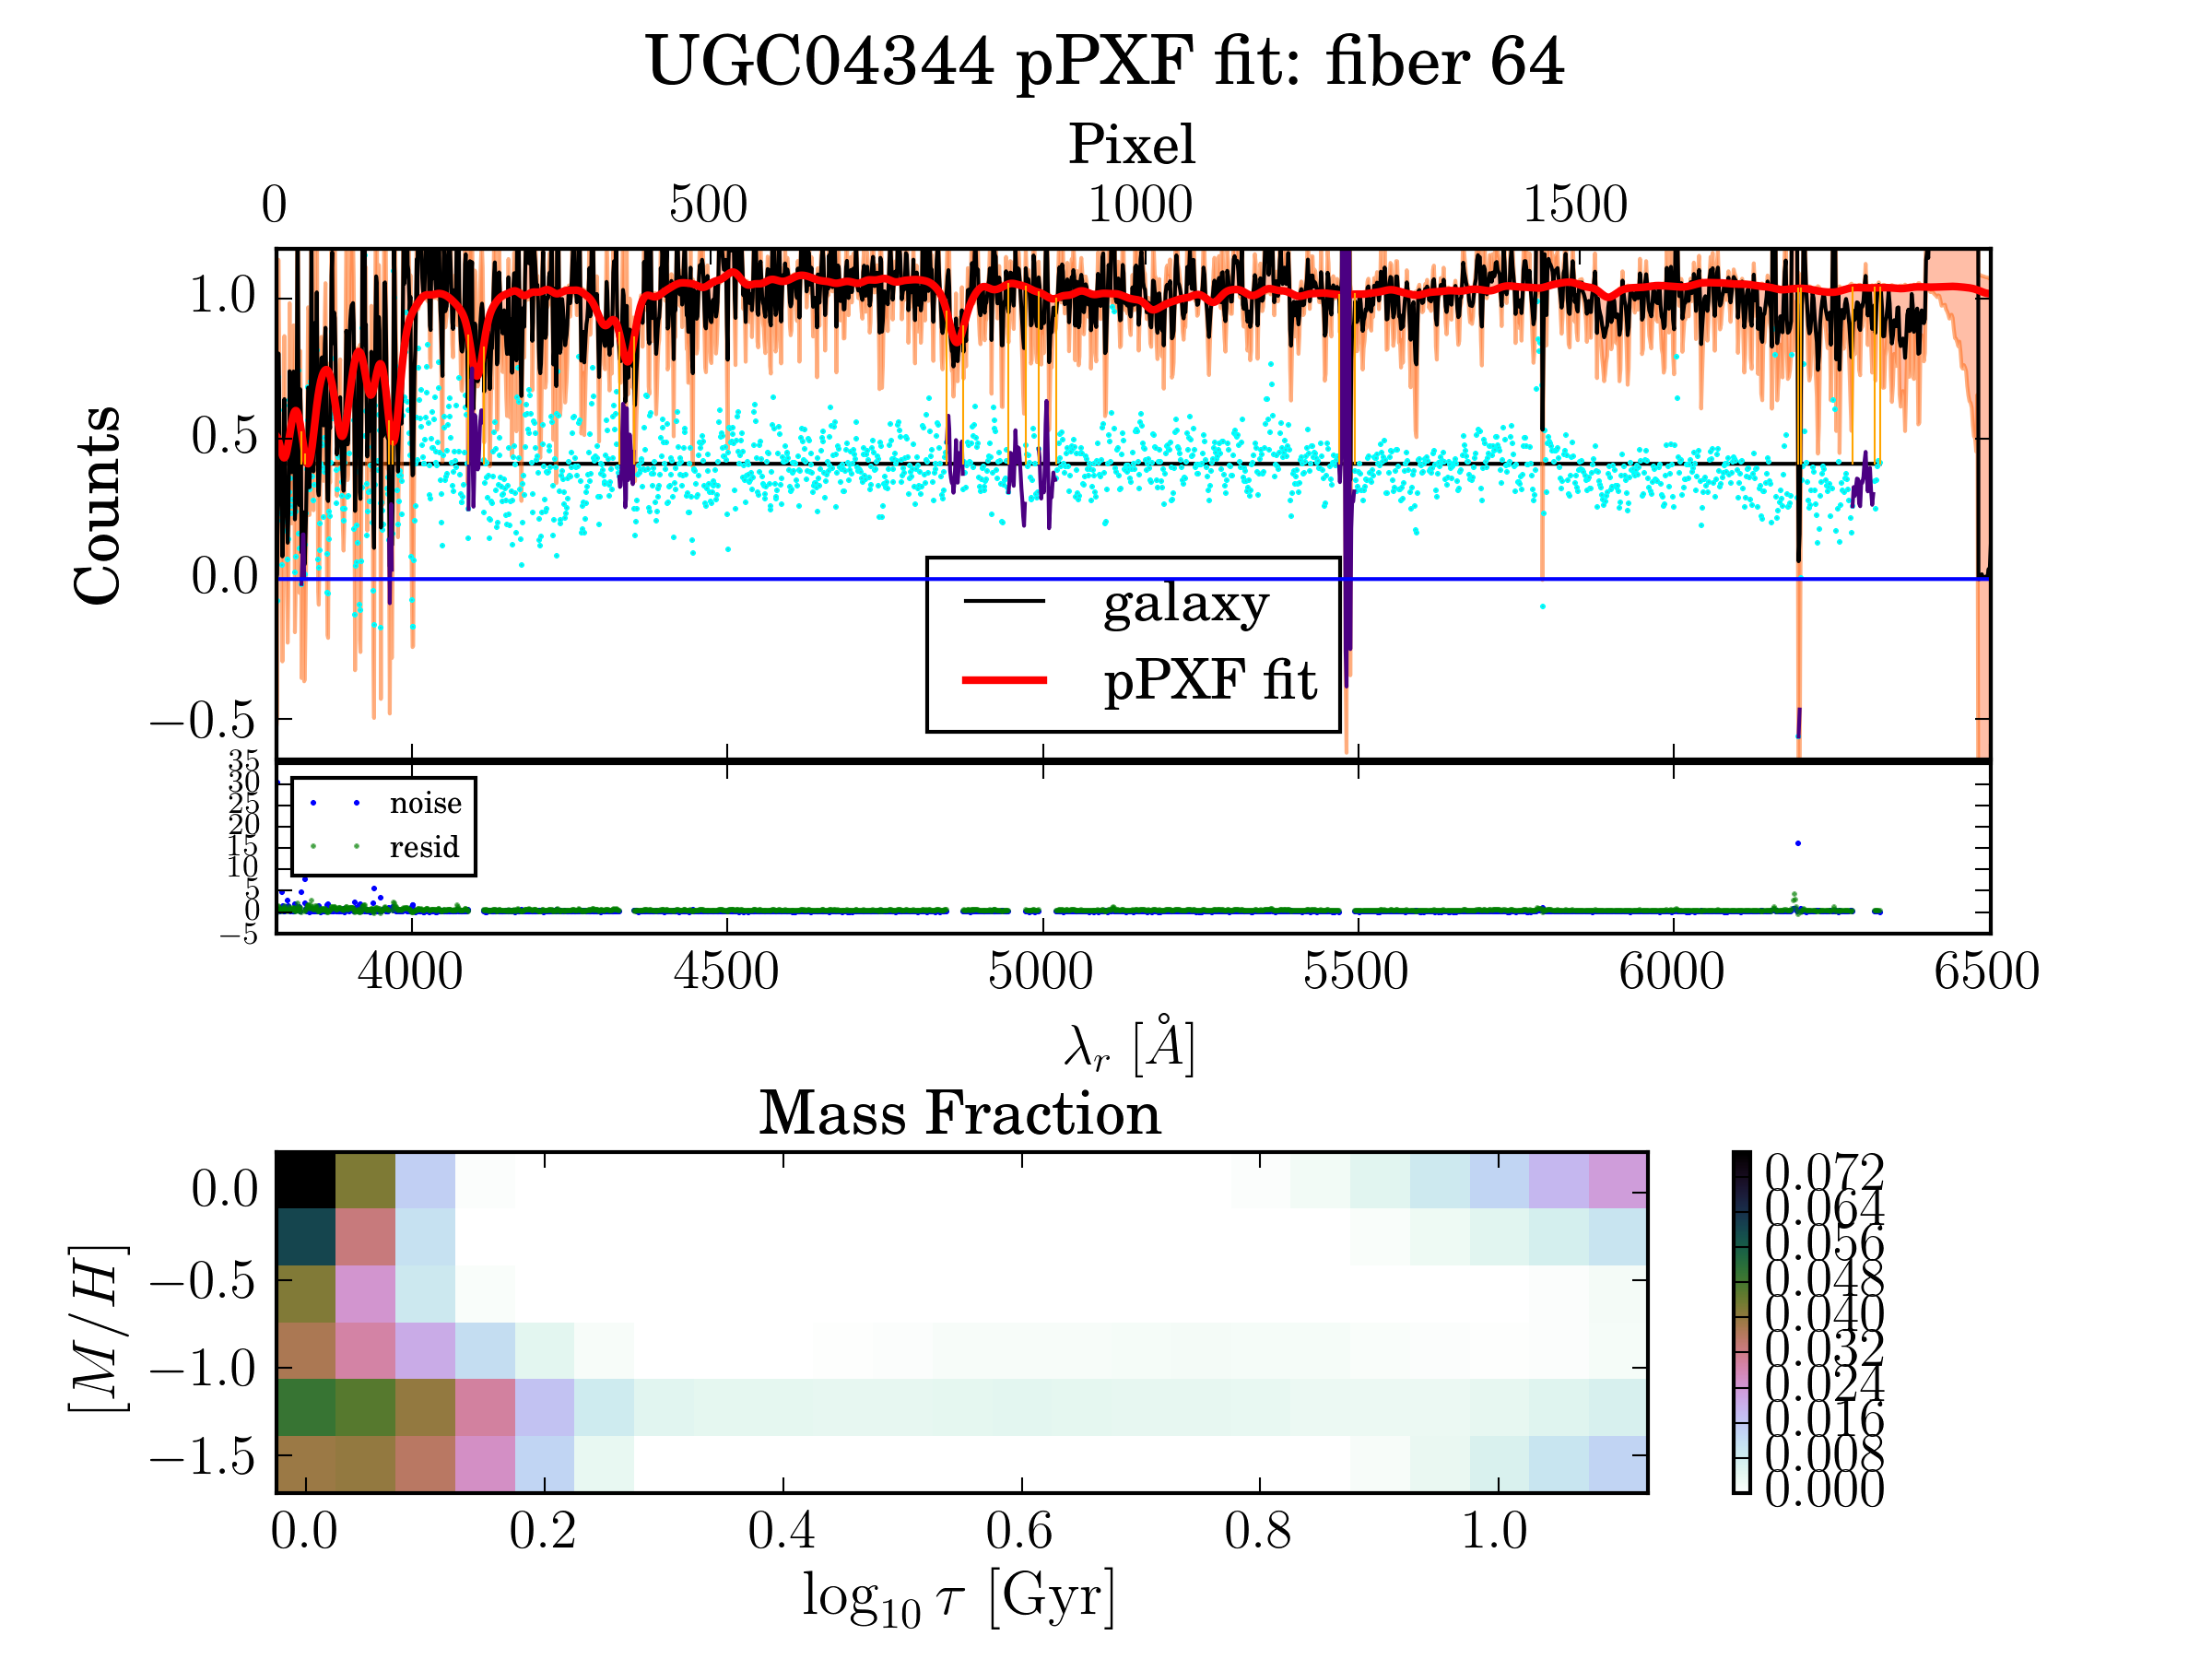 UGC04344 pPXF fit: fiber 64
Pixel
0 500 1000 1500
Counts
1.0
0.5
0.0
−0.5
galaxy
pPXF fit
35
30
25
20
15
10
5
0
−5
noise
resid
4000 4500 5000 5500 6000 6500
λr [Å]
Mass Fraction
[M/H]
0.0
−0.5
−1.0
−1.5
0.0 0.2 0.4 0.6 0.8 1.0
log10 τ [Gyr]
0.072
0.064
0.056
0.048
0.040
0.032
0.024
0.016
0.008
0.000